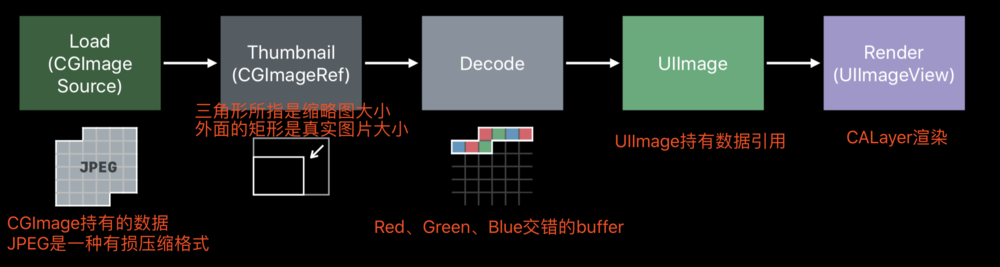 Load
(CGImage
Source)
Thumbnail
(CGImageRef)
Decode
UIImage
Render
(UIImageView)
三角形所指是缩略图大小
外面的矩形是真实图片大小
JPEG
UIImage持有数据引用
CALayer渲染
CGImage持有的数据
JPEG是一种有损压缩格式
Red、Green、Blue交错的buffer